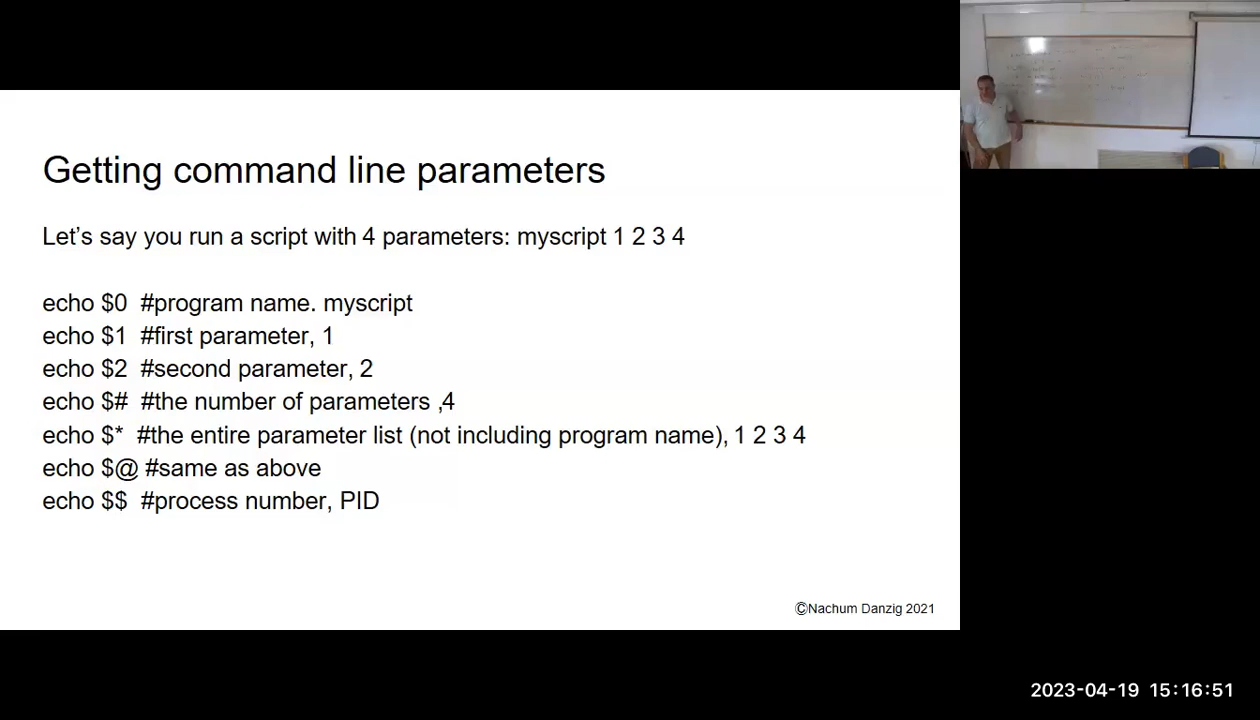 Getting command line parameters
Let’s say you run a script with 4 parameters: myscript 1 2 3 4
echo $0 #program name. myscript
echo $1 #first parameter, 1
echo $2 #second parameter, 2
echo $# #the number of parameters ,4
echo $* #the entire parameter list (not including program name), 1 2 3 4
echo $@ #same as above
echo $$ #process number, PID
©Nachum Danzig 2021
2023-04-19 15:16:51